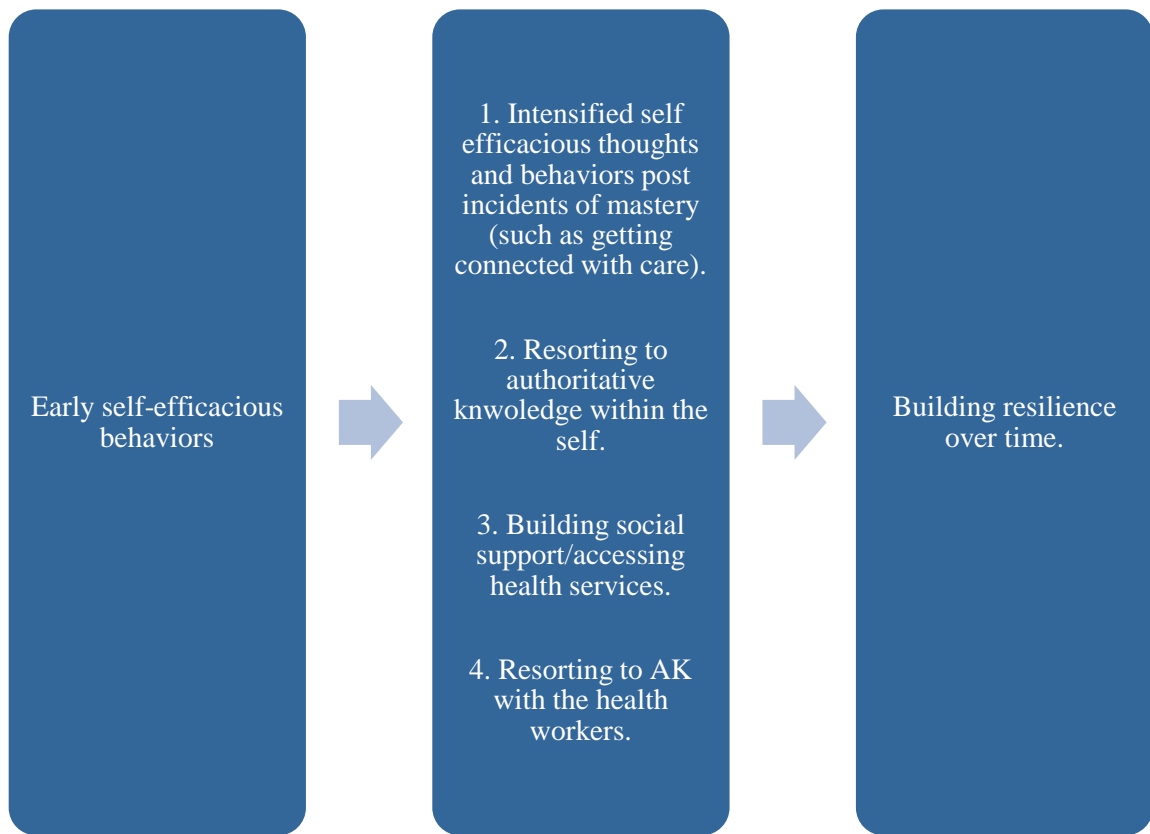 Early self-efficacious
behaviors
1. Intensified self
efficacious thoughts
and behaviors post
incidents of mastery
(such as getting
connected with care).
2. Resorting to
authoritative
knwoledge within the
self.
3. Building social
support/accessing
health services.
4. Resorting to AK
with the health
workers.
Building resilience
over time.